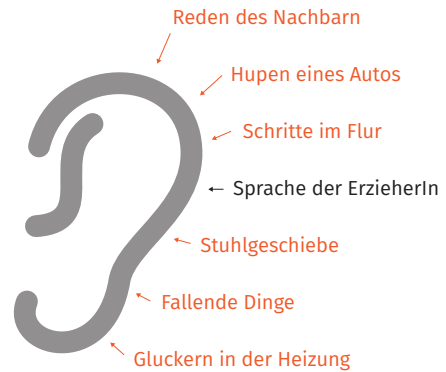 Reden des Nachbarn
Hupen eines Autos
Schritte im Flur
Sprache der ErzieherIn
Stuhlgeschiebe
Fallende Dinge
Gluckern in der Heizung